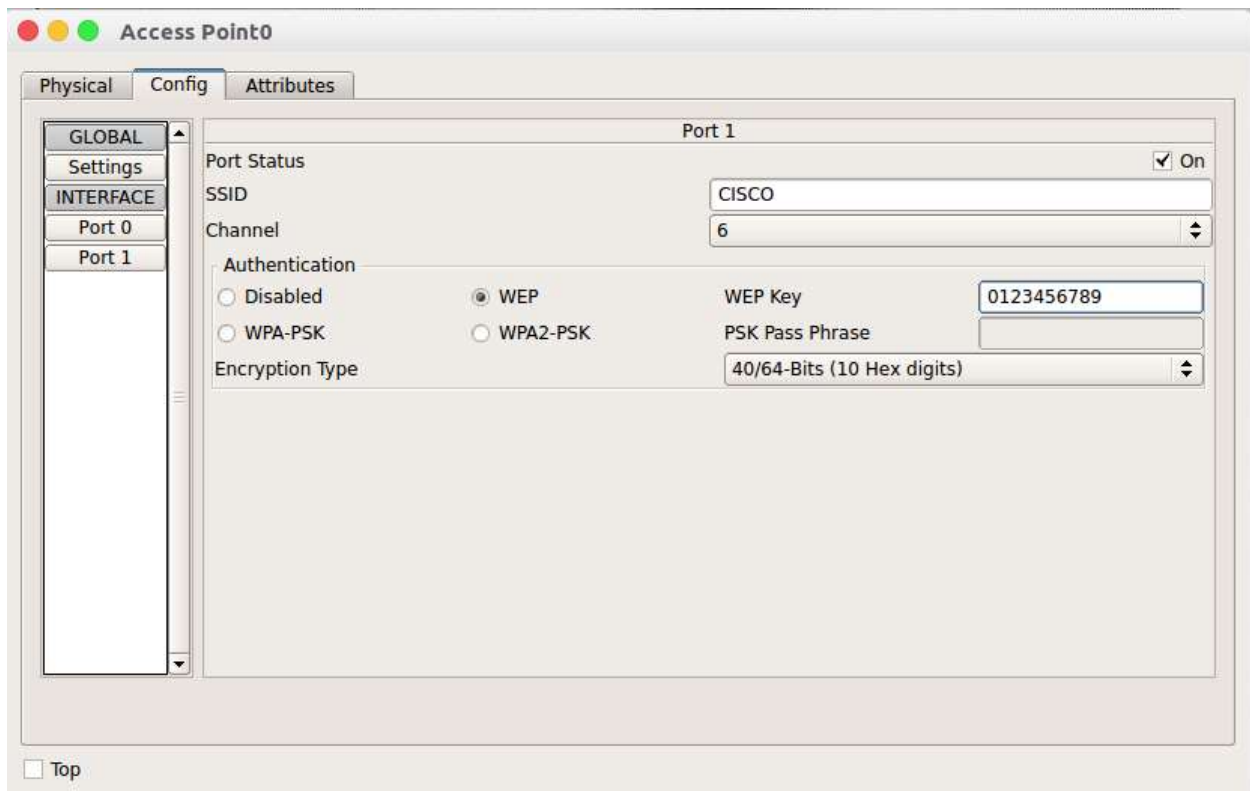 Access Point0
Physical Config Attributes
GLOBAL
Settings
INTERFACE
Port 0
Port 1
Port 1
Port Status On
SSID CISCO
Channel 6
Authentication
Disabled WEP WEP Key 0123456789
WPA-PSK WPA2-PSK PSK Pass Phrase
Encryption Type 40/64-Bits (10 Hex digits)
Top